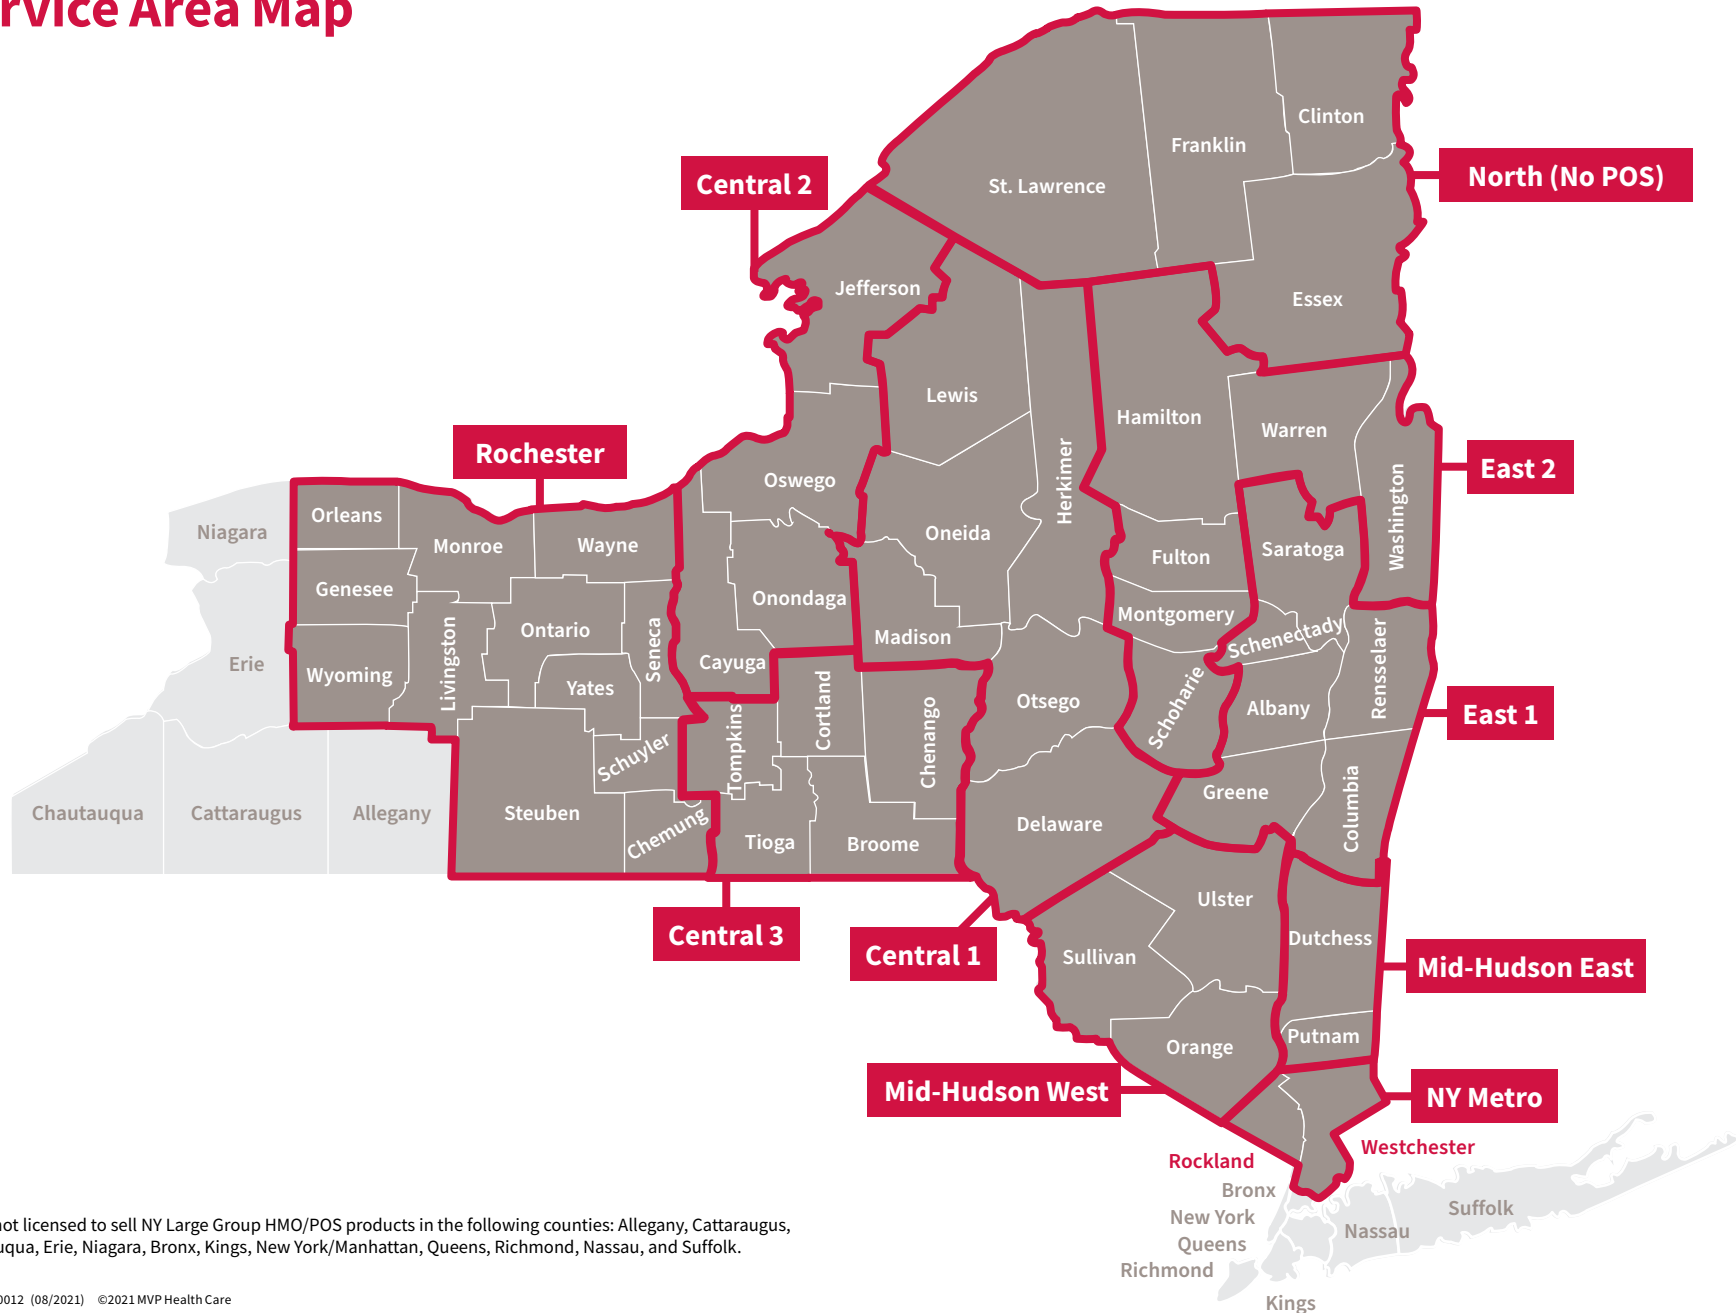 rvice Area Map
Clinton
Franklin
Central 2
North (No POS)
St. Lawrence
Jefferson
Essex
Lewis
Hamilton
Warren
Rochester
Herkimer
East 2
Oswego
Washington
Orleans
Niagara
Monroe
Wayne
Oneida
Saratoga
Fulton
Genesee
Onondaga
Montgomery
Ontario
Madison
Schenectady
Livingston
Seneca
Rensselaer
Erie
Cayuga
Wyoming
Yates
Cortland
Otsego
Schoharie
Albany
East 1
Tompkins
Chenango
Schuyler
Greene
Columbia
Chautauqua
Cattaraugus
Allegany
Steuben
Delaware
Chemung
Tioga
Broome
Ulster
Central 3
Central 1
Dutchess
Sullivan
Mid-Hudson East
Putnam
Orange
Mid-Hudson West
NY Metro
Westchester
Rockland
Bronx
Suffolk
New York
Nassau
Queens
Richmond
Kings
not licensed to sell NY Large Group HMO/POS products in the following counties: Allegany, Cattaraugus,
uqua, Erie, Niagara, Bronx, Kings, New York/Manhattan, Queens, Richmond, Nassau, and Suffolk.
0012 (08/2021) ©2021 MVP Health Care